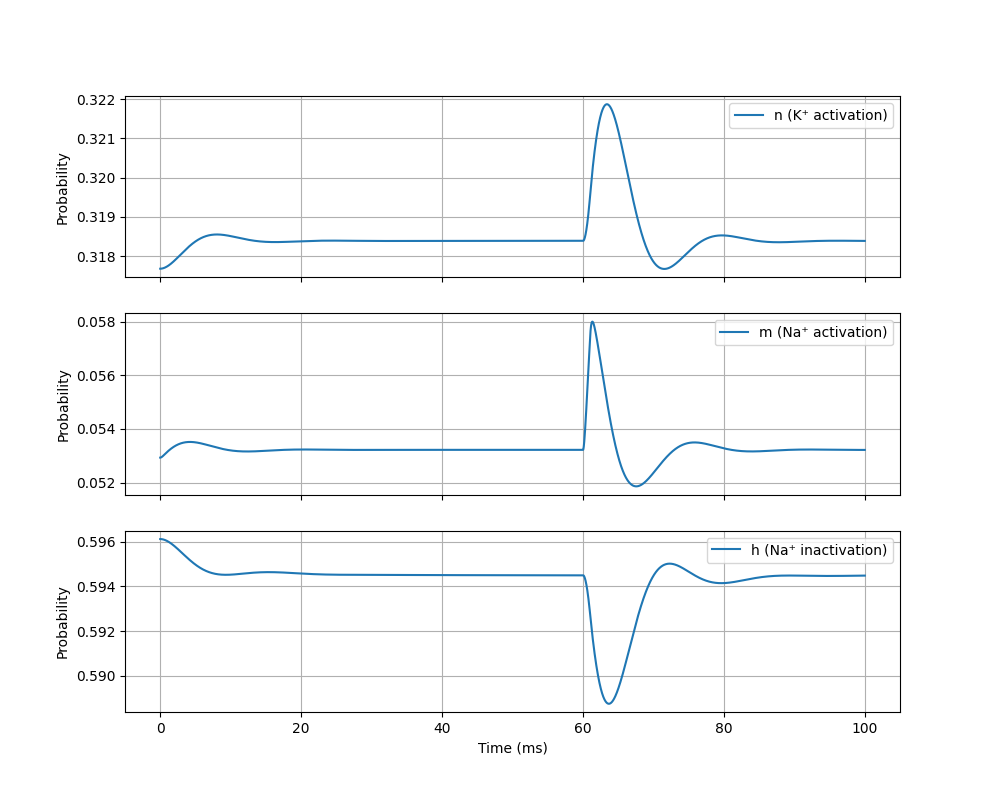 0.322
0.321
0.320
0.319
0.318
Probability
n (K⁺ activation)
0.058
0.056
0.054
0.052
Probability
m (Na⁺ activation)
0.596
0.594
0.592
0.590
Probability
h (Na⁺ inactivation)
0 20 40 60 80 100
Time (ms)